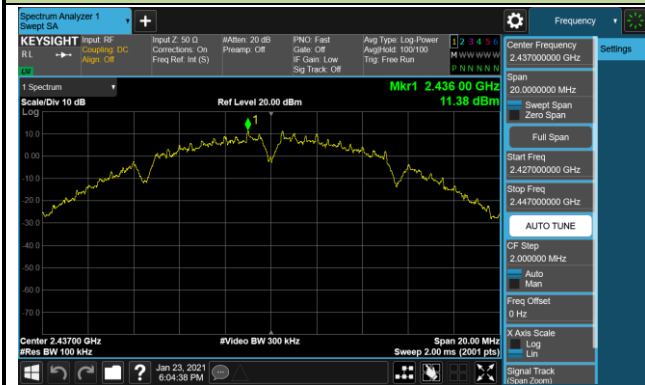 Spectrum Analyzer 1
Swept SA
+
Frequency
KEYSIGHT
RL
Input: RF
Coupling: DC
Align: Off
Input Z: 50 Ω
Corrections: On
Freq Ref: Int (S)
#Atten: 20 dB
Preamp: Off
PNO: Fast
Gate: Off
IF Gain: Low
Sig Track: Off
Avg Type: Log-Power
Avg|Hold: 100/100
Trig: Free Run
1 2 3 4 5 6
M W W W W W
P N N N N N
1 Spectrum
Scale/Div 10 dB
Ref Level 20.00 dBm
Mkr1 2.436 00 GHz
11.38 dBm
Log
1
10.0
0.00
-10.0
-20.0
-30.0
-40.0
-50.0
-60.0
-70.0
Center 2.43700 GHz
#Res BW 100 kHz
#Video BW 300 kHz
Span 20.00 MHz
Sweep 2.00 ms (2001 pts)
Jan 23, 2021
6:04:38 PM
?
Center Frequency
2.437000000 GHz
Settings
Span
20.0000000 MHz
Swept Span
Zero Span
Full Span
Start Freq
2.427000000 GHz
Stop Freq
2.447000000 GHz
AUTO TUNE
CF Step
2.000000 MHz
Auto
Man
Freq Offset
0 Hz
X Axis Scale
Log
Lin
Signal Track
(Span Zoom)